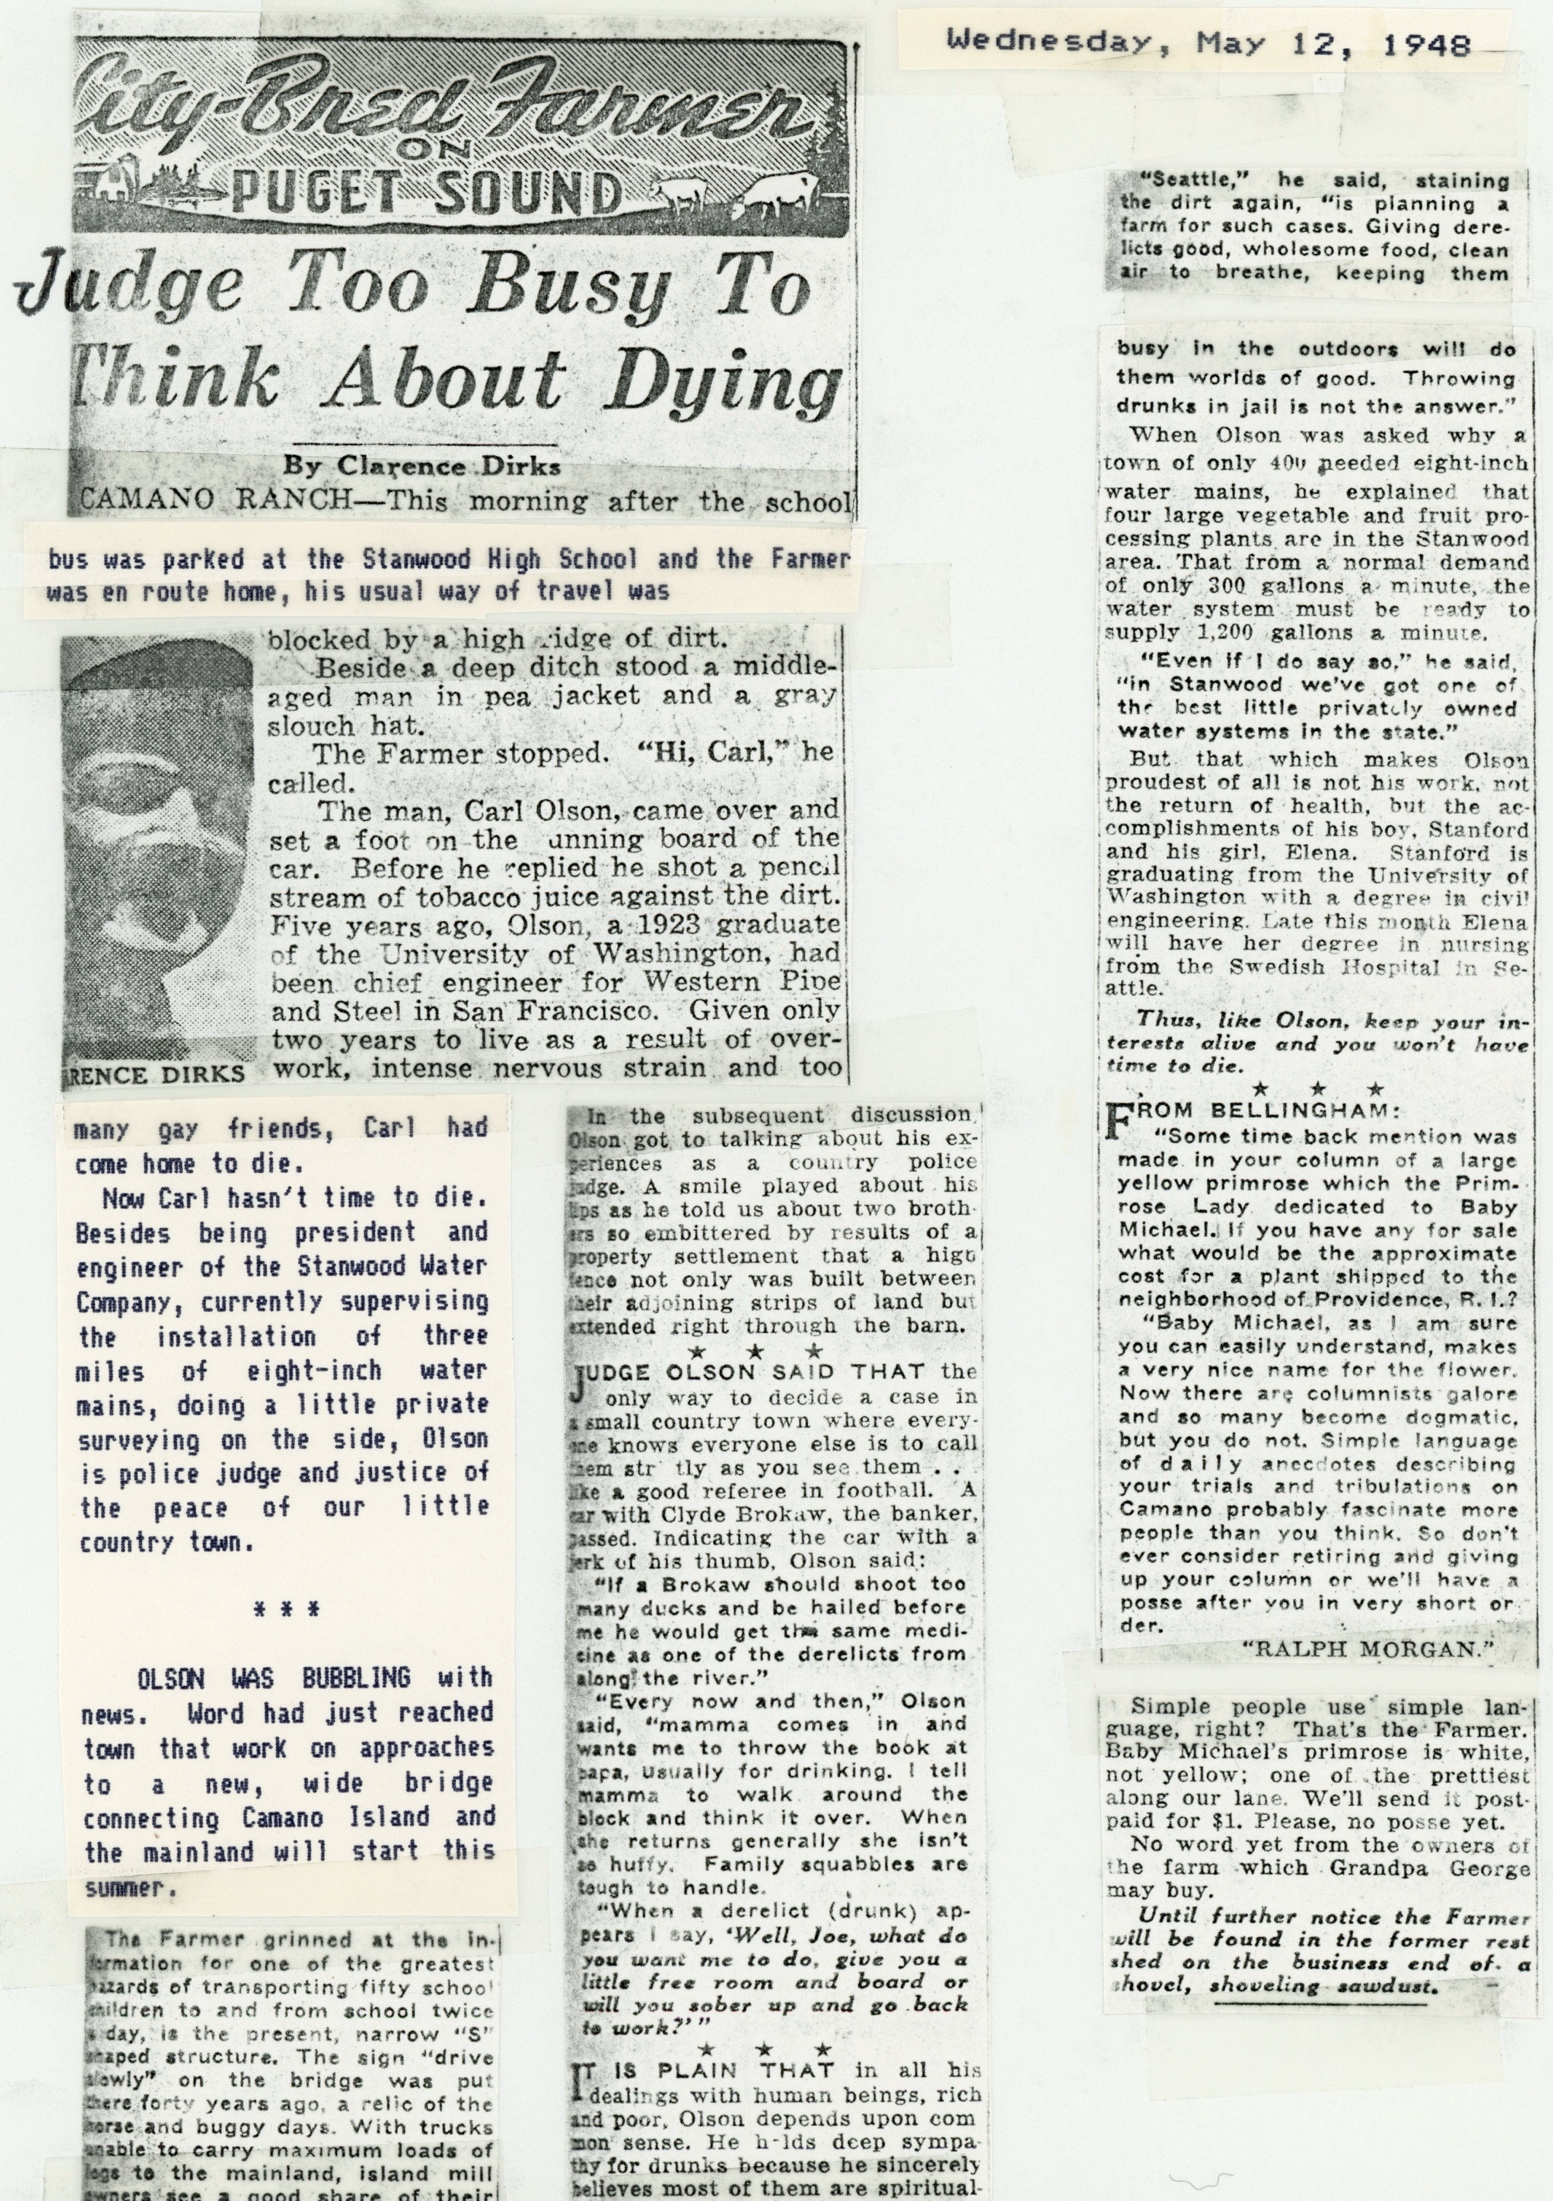 Wednesday, May 12, 1948
City-Bred Farmer
ON
PUGET SOUND
Judge Too Busy To
Think About Dying
By Clarence Dirks
CAMANO RANCH—This morning after the school
bus was parked at the Stanwood High School and the Farmer
was en route home, his usual way of travel was
blocked by a high .idge of dirt.
Beside a deep ditch stood a middle-
aged man in pea jacket and a gray
slouch hat.
The Farmer stopped. "Hi, Carl," he
called.
The man, Carl Olson, came over and
set a foot on the unning board of the
car. Before he replied he shot a pencil
stream of tobacco juice against the dirt.
Five years ago, Olson, a 1923 graduate
of the University of Washington, had
been chief engineer for Western Pipe
and Steel in San Francisco. Given only
two years to live as a result of over-
work, intense nervous strain and too
ARENCE DIRKS
many gay friends, Carl had
come home to die.
Now Carl hasn't time to die.
Besides being president and
engineer of the Stanwood Water
Company, currently supervising
the installation of three
miles of eight-inch water
mains, doing a little private
surveying on the side, Olson
is police judge and justice of
the peace of our little
country town.
* * *
OLSON WAS BUBBLING with
news. Word had just reached
town that work on approaches
to a new, wide bridge
connecting Camano Island and
the mainland will start this
summer.
The Farmer grinned at the in-
formation for one of the greatest
hazards of transporting fifty school
children to and from school twice
a day, is the present, narrow "S"
shaped structure. The sign "drive
slowly" on the bridge was put
there forty years ago, a relic of the
horse and buggy days. With trucks
unable to carry maximum loads of
logs to the mainland, island mill
owners see a good share of their
In the subsequent discussion
Olson got to talking about his ex-
periences as a country police
judge. A smile played about his
lips as he told us about two broth-
ers so embittered by results of a
property settlement that a higo
fence not only was built between
their adjoining strips of land but
extended right through the barn.
★ ★ ★
JUDGE OLSON SAID THAT the
only way to decide a case in
a small country town where every-
one knows everyone else is to call
them str tly as you see them . .
like a good referee in football. A
car with Clyde Brokaw, the banker,
passed. Indicating the car with a
jerk of his thumb, Olson said:
"If a Brokaw should shoot too
many ducks and be hailed before
me he would get the same medi-
cine as one of the derelicts from
along the river."
"Every now and then," Olson
said, "mamma comes in and
wants me to throw the book at
papa, usually for drinking. I tell
mamma to walk around the
block and think it over. When
she returns generally she isn't
so huffy. Family squabbles are
tough to handle.
"When a derelict (drunk) ap-
pears I say, 'Well, Joe, what do
you want me to do, give you a
little free room and board or
will you sober up and go back
to work?'"
★ ★ ★
IT IS PLAIN THAT in all his
dealings with human beings, rich
and poor, Olson depends upon com
mon sense. He h-lds deep sympa-
thy for drunks because he sincerely
believes most of them are spiritual-
"Seattle," he said, staining
the dirt again, "is planning a
farm for such cases. Giving dere-
licts good, wholesome food, clean
air to breathe, keeping them
busy in the outdoors will do
them worlds of good. Throwing
drunks in jail is not the answer."
When Olson was asked why a
town of only 400 needed eight-inch
water mains, he explained that
four large vegetable and fruit pro-
cessing plants are in the Stanwood
area. That from a normal demand
of only 300 gallons a minute, the
water system must be ready to
supply 1,200 gallons a minute.
"Even if I do say so," he said,
"in Stanwood we've got one of
the best little privately owned
water systems in the state."
But that which makes Olson
proudest of all is not his work, not
the return of health, but the ac-
complishments of his boy, Stanford
and his girl, Elena. Stanford is
graduating from the University of
Washington with a degree in civil
engineering. Late this month Elena
will have her degree in nursing
from the Swedish Hospital in Se-
attle.
Thus, like Olson, keep your in-
terests alive and you won't have
time to die.
★ ★ ★
FROM BELLINGHAM:
"Some time back mention was
made in your column of a large
yellow primrose which the Prim-
rose Lady dedicated to Baby
Michael. If you have any for sale
what would be the approximate
cost for a plant shipped to the
neighborhood of Providence, R. I.?
"Baby Michael, as I am sure
you can easily understand, makes
a very nice name for the flower.
Now there are columnists galore
and so many become dogmatic,
but you do not. Simple language
of daily anecdotes describing
your trials and tribulations on
Camano probably fascinate more
people than you think. So don't
ever consider retiring and giving
up your column or we'll have a
posse after you in very short or-
der.
"RALPH MORGAN."
Simple people use simple lan-
guage, right? That's the Farmer.
Baby Michael's primrose is white,
not yellow; one of the prettiest
along our lane. We'll send it post-
paid for $1. Please, no posse yet.
No word yet from the owners of
the farm which Grandpa George
may buy.
Until further notice the Farmer
will be found in the former rest
shed on the business end of a
shovel, shoveling sawdust.